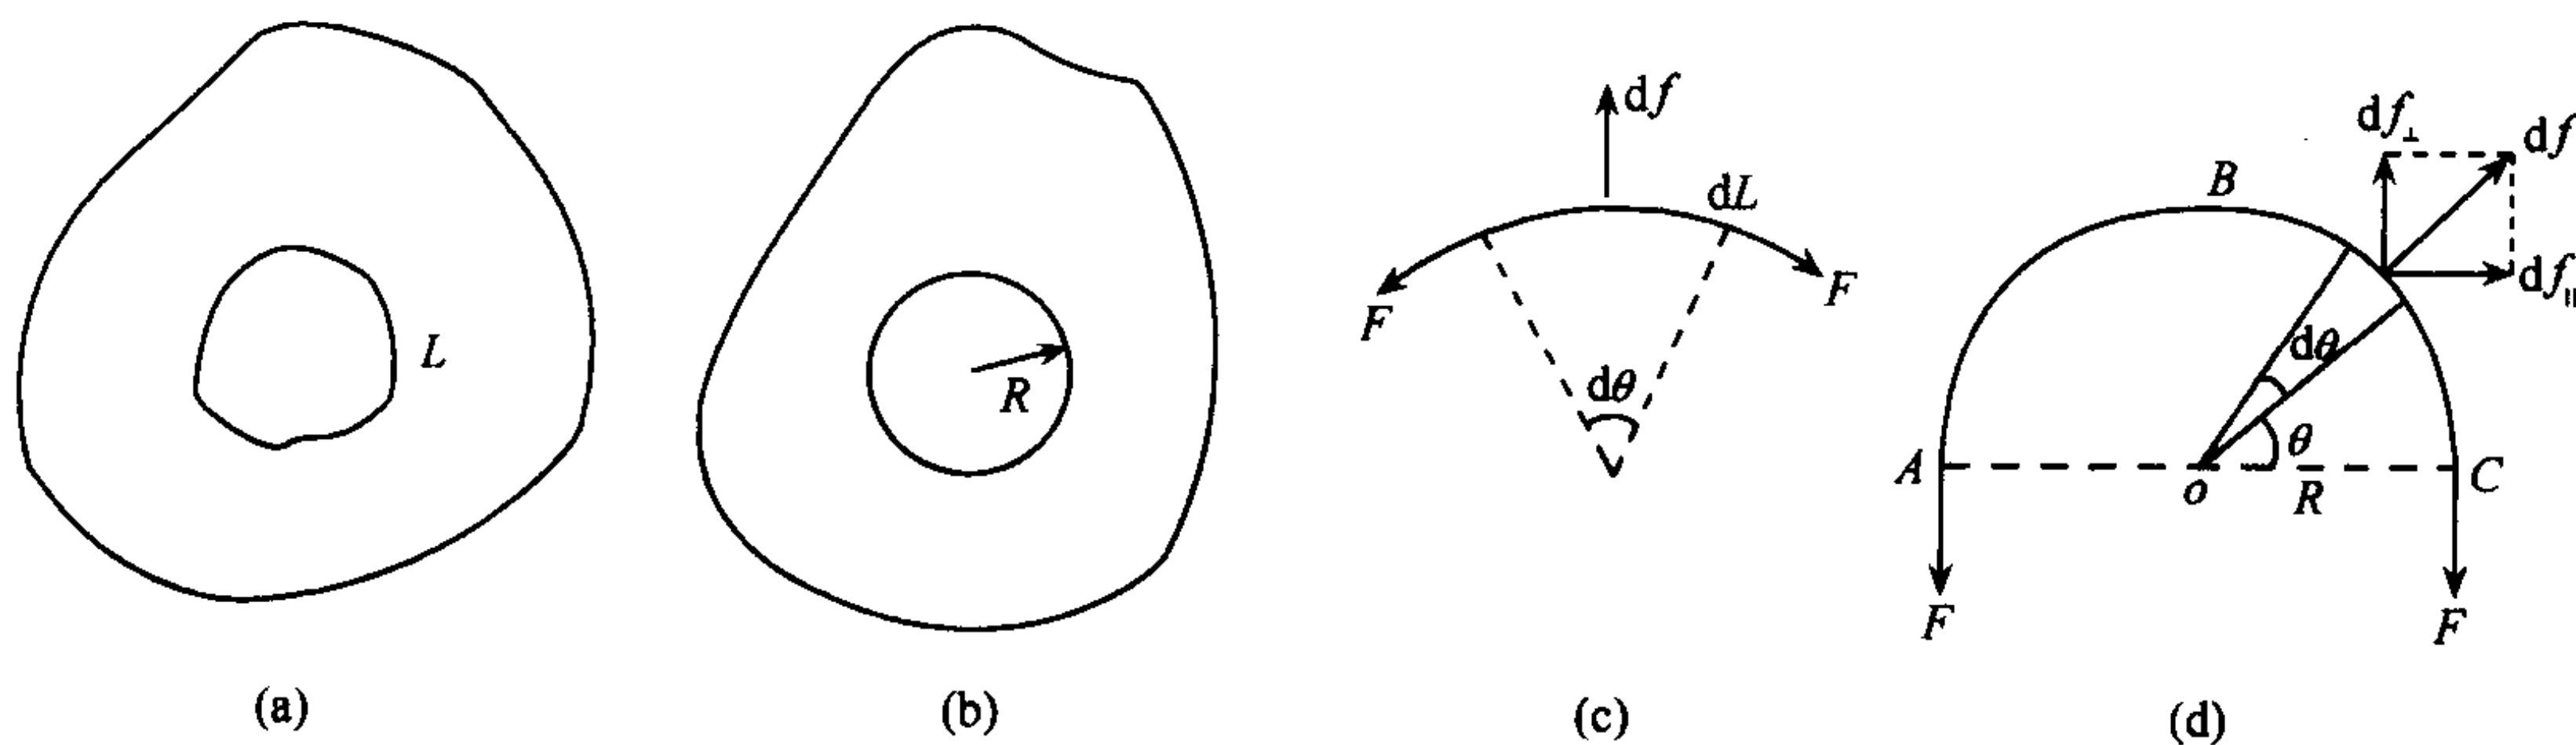 L
(a)
R
(b)
df
dL
F
F
dθ
(c)
df⊥
df
B
df∥
dθ
θ
A
o
R
C
F
F
(d)